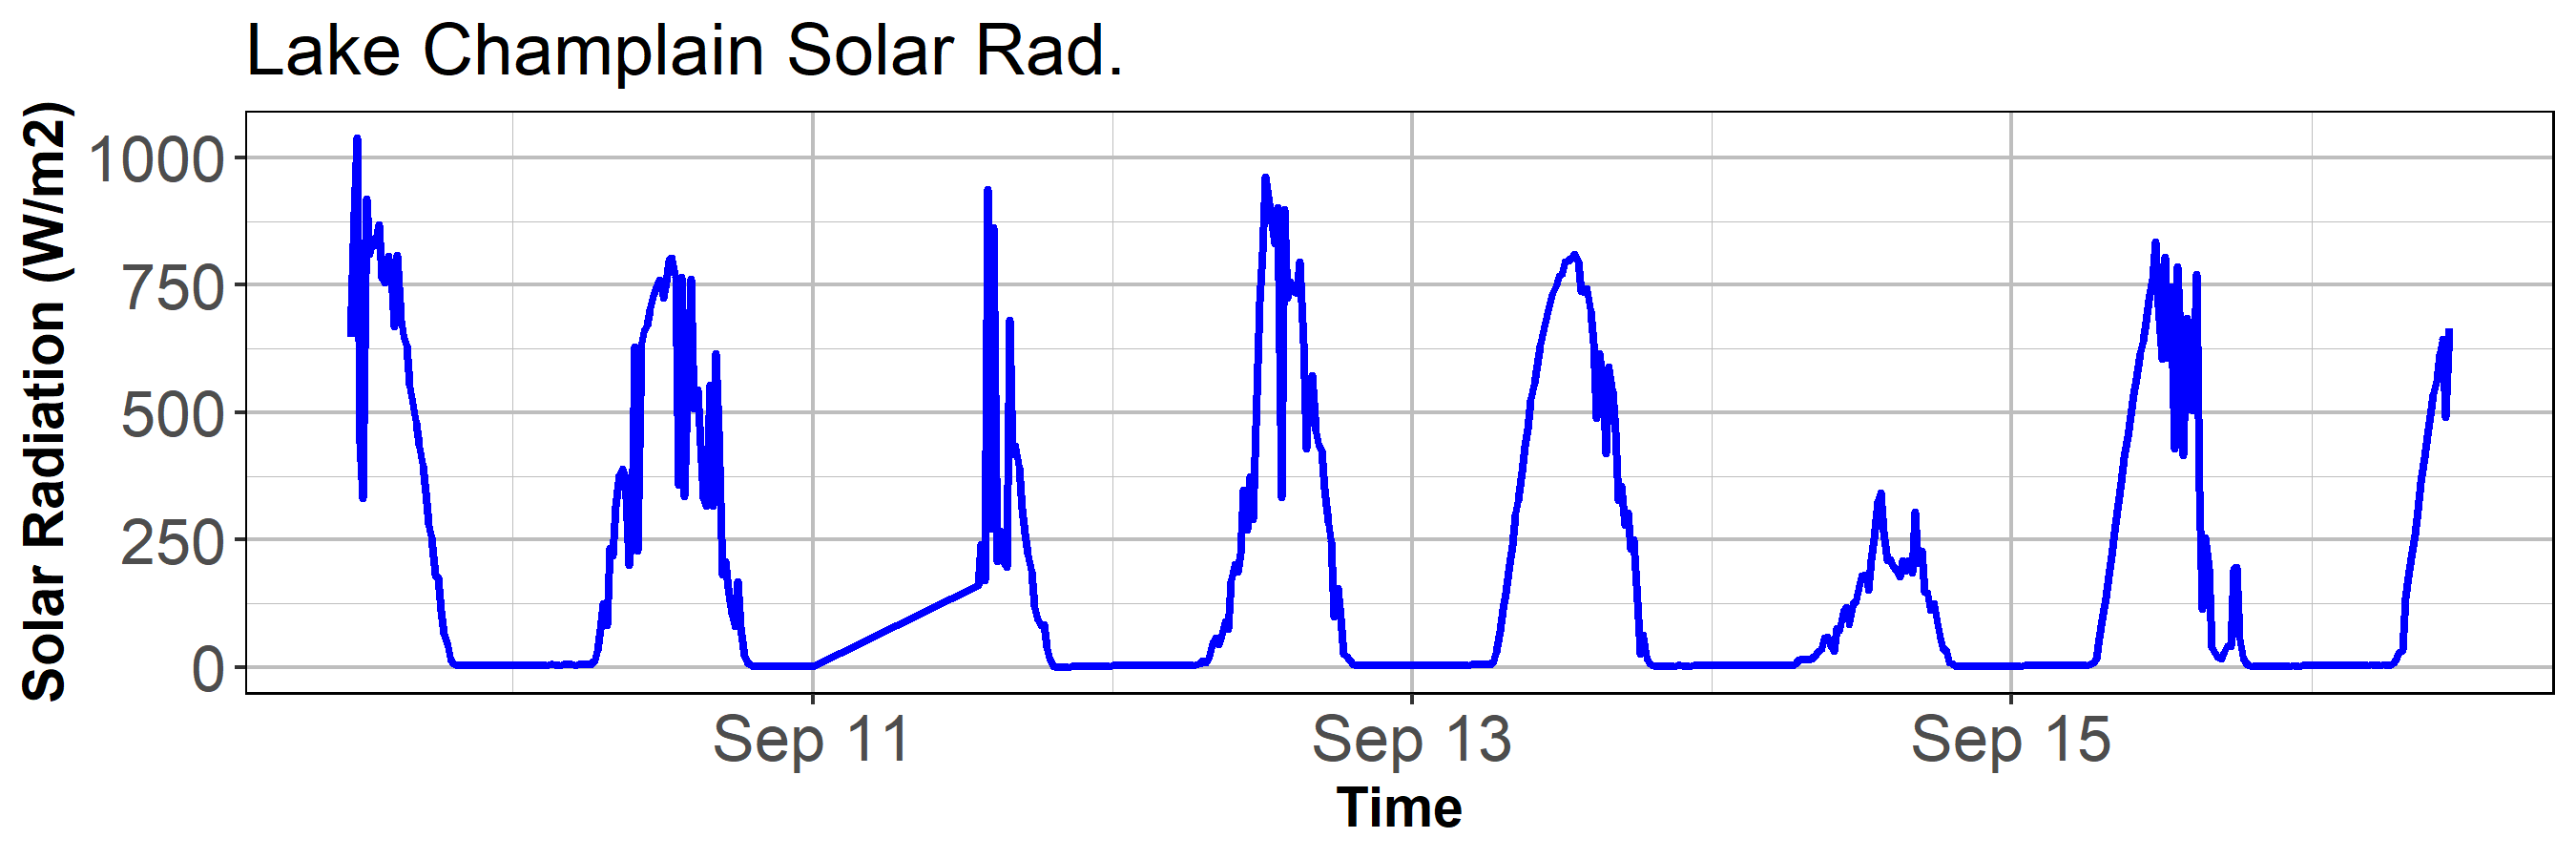 Lake Champlain Solar Rad.
Solar Radiation (W/m2)
1000
750
500
250
0
Sep 11
Sep 13
Sep 15
Time